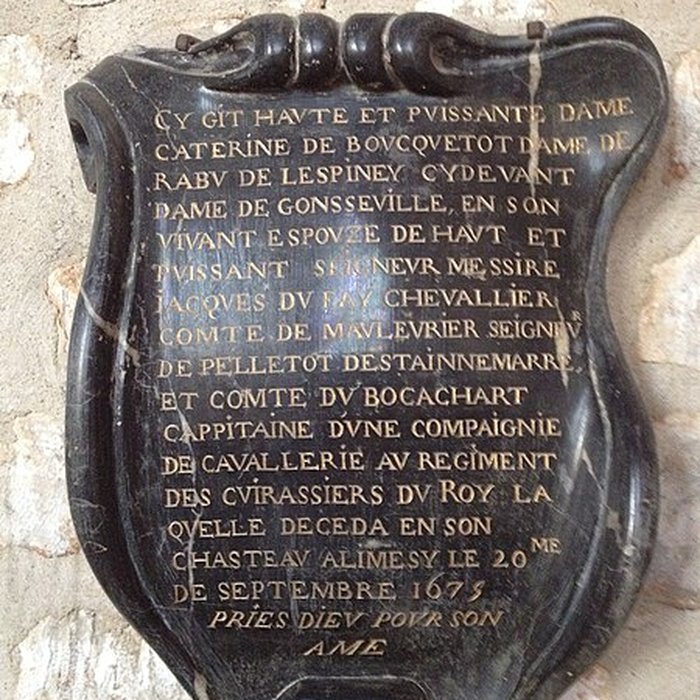 CY GIT HAVTE ET PVISSANTE DAME
CATERINE DE BOVCQVETOT DAME DE
RABV DE LESPINEY CYDEVANT
DAME DE GONSSEVILLE, EN SON
VIVANT ESPOVZE DE HAVT ET
PVISSANT SEIGNEVR MESSIRE
IACQVES DV FAY CHEVALLIER
COMTE DE MAVLEVRIER SEIGNEVR
DE PELLETOT DESTAINNEMARRE,
ET COMTE DV BOCACHART
CAPPITAINE D'VNE COMPAIGNIE
DE CAVALLERIE AV REGIMENT
DES CVIRASSIERS DV ROY LA
QVELLE DECEDA EN SON
CHASTEAV ALIMESY LE 20ME
DE SEPTEMBRE 1675
PRIES DIEV POVR SON
AME